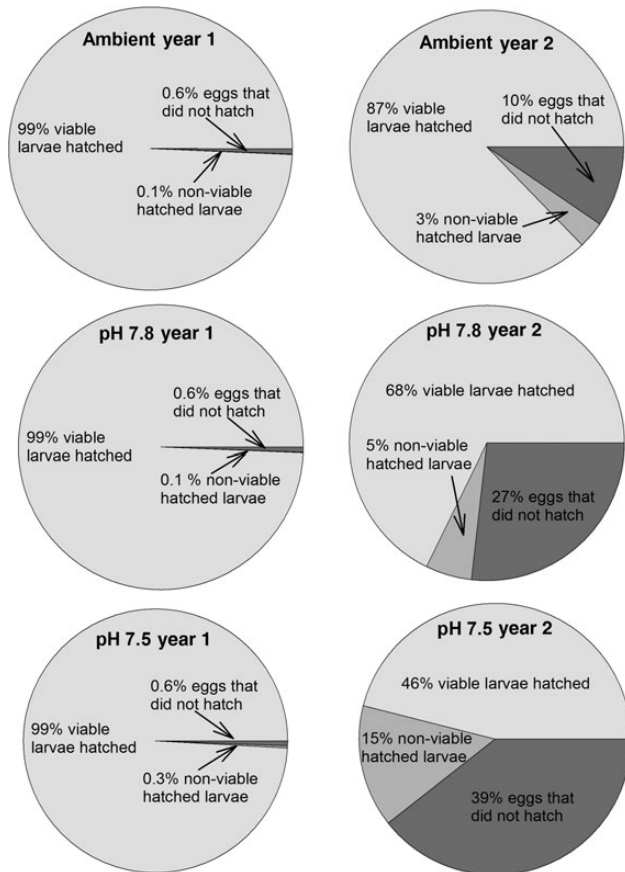 Ambient year 1
0.6% eggs that
did not hatch
99% viable
larvae hatched
0.1% non-viable
hatched larvae
Ambient year 2
87% viable
larvae hatched
10% eggs that
did not hatch
3% non-viable
hatched larvae
pH 7.8 year 1
0.6% eggs that
did not hatch
99% viable
larvae hatched
0.1 % non-viable
hatched larvae
pH 7.8 year 2
68% viable larvae hatched
5% non-viable
hatched larvae
27% eggs that
did not hatch
pH 7.5 year 1
0.6% eggs that
did not hatch
99% viable
larvae hatched
0.3% non-viable
hatched larvae
pH 7.5 year 2
46% viable larvae hatched
15% non-viable
hatched larvae
39% eggs that
did not hatch